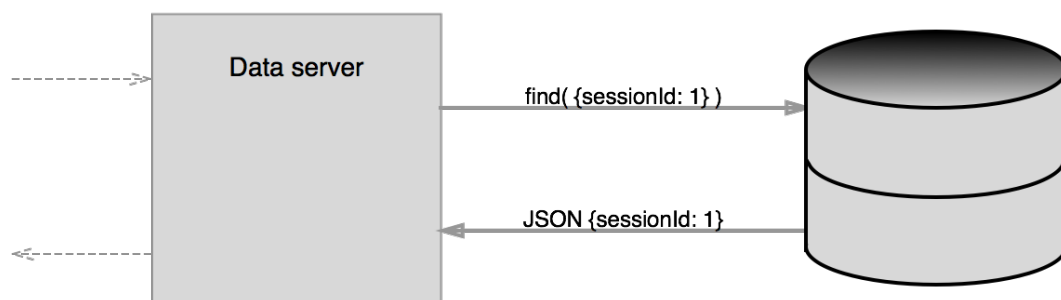 Data server
find( {sessionId: 1} )
JSON {sessionId: 1}